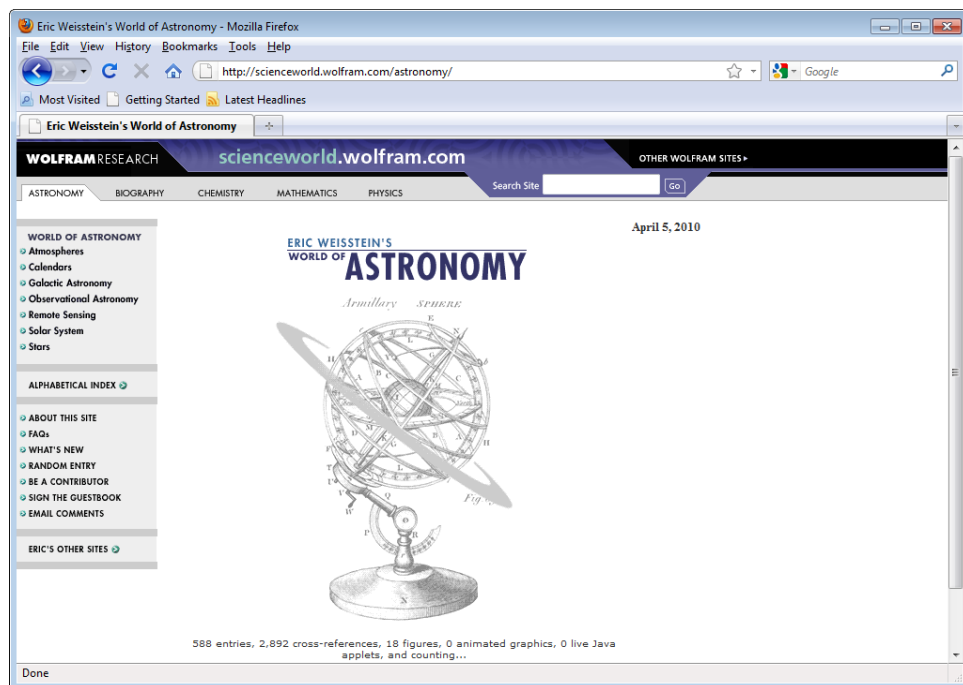 Eric Weisstein's World of Astronomy - Mozilla Firefox
File Edit View History Bookmarks Tools Help
http://scienceworld.wolfram.com/astronomy/
Google
Most Visited Getting Started Latest Headlines
Eric Weisstein's World of Astronomy
WOLFRAMRESEARCH scienceworld.wolfram.com OTHER WOLFRAM SITES
ASTRONOMY BIOGRAPHY CHEMISTRY MATHEMATICS PHYSICS Search Site Go
April 5, 2010
WORLD OF ASTRONOMY
Atmospheres
Calendars
Galactic Astronomy
Observational Astronomy
Remote Sensing
Solar System
Stars
ALPHABETICAL INDEX
ABOUT THIS SITE
FAQs
WHAT'S NEW
RANDOM ENTRY
BE A CONTRIBUTOR
SIGN THE GUESTBOOK
EMAIL COMMENTS
ERIC'S OTHER SITES
ERIC WEISSTEIN'S
WORLD OF ASTRONOMY
Armillary SPHERE
Fig
588 entries, 2,892 cross-references, 18 figures, 0 animated graphics, 0 live Java
applets, and counting...
Done